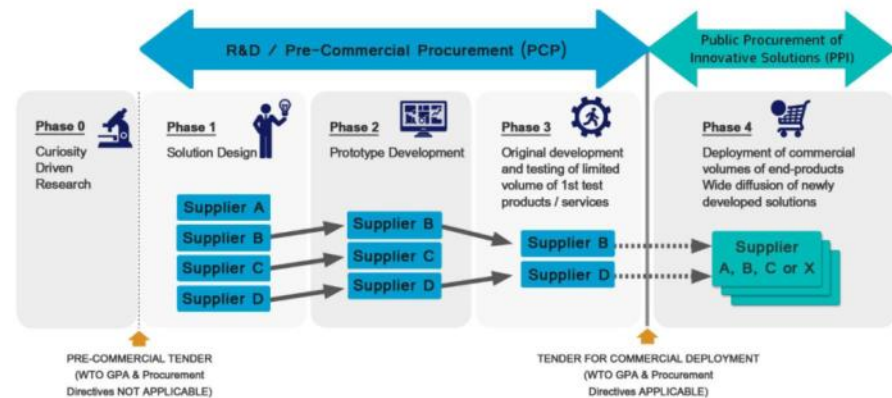 R&D / Pre-Commercial Procurement (PCP)
Public Procurement of
Innovative Solutions (PPI)
Phase 0
Curiosity
Driven
Research
Phase 1
Solution Design
Supplier A
Supplier B
Supplier C
Supplier D
Phase 2
Prototype Development
Supplier B
Supplier C
Supplier D
Phase 3
Original development
and testing of limited
volume of 1st test
products / services
Supplier B
Supplier D
Phase 4
Deployment of commercial
volumes of end-products
Wide diffusion of newly
developed solutions
Supplier
A, B, C or X
PRE-COMMERCIAL TENDER
(WTO GPA & Procurement
Directives NOT APPLICABLE)
TENDER FOR COMMERCIAL DEPLOYMENT
(WTO GPA & Procurement
Directives APPLICABLE)